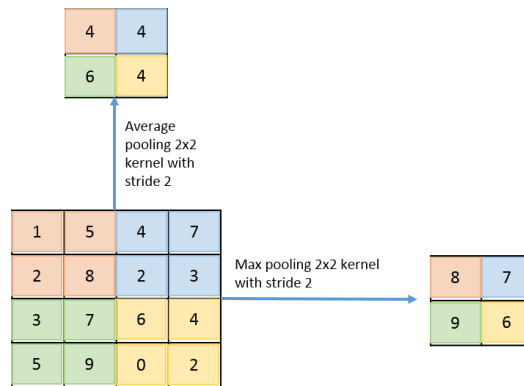 4 4
6 4
Average
pooling 2x2
kernel with
stride 2
1 5 4 7
2 8 2 3
3 7 6 4
5 9 0 2
Max pooling 2x2 kernel
with stride 2
8 7
9 6